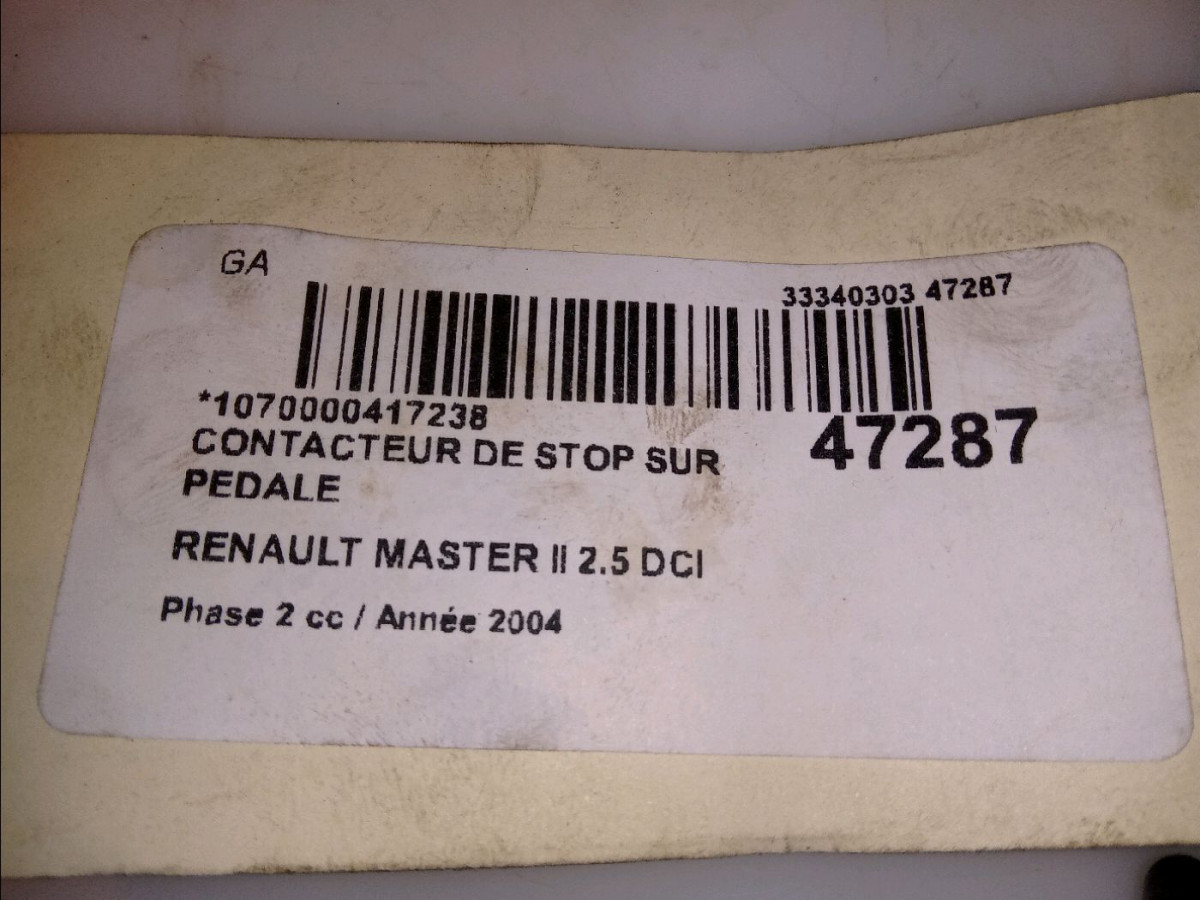 GA
33340303 47287
*1070000417238
47287
CONTACTEUR DE STOP SUR
PEDALE
RENAULT MASTER II 2.5 DCI
Phase 2 cc / Année 2004